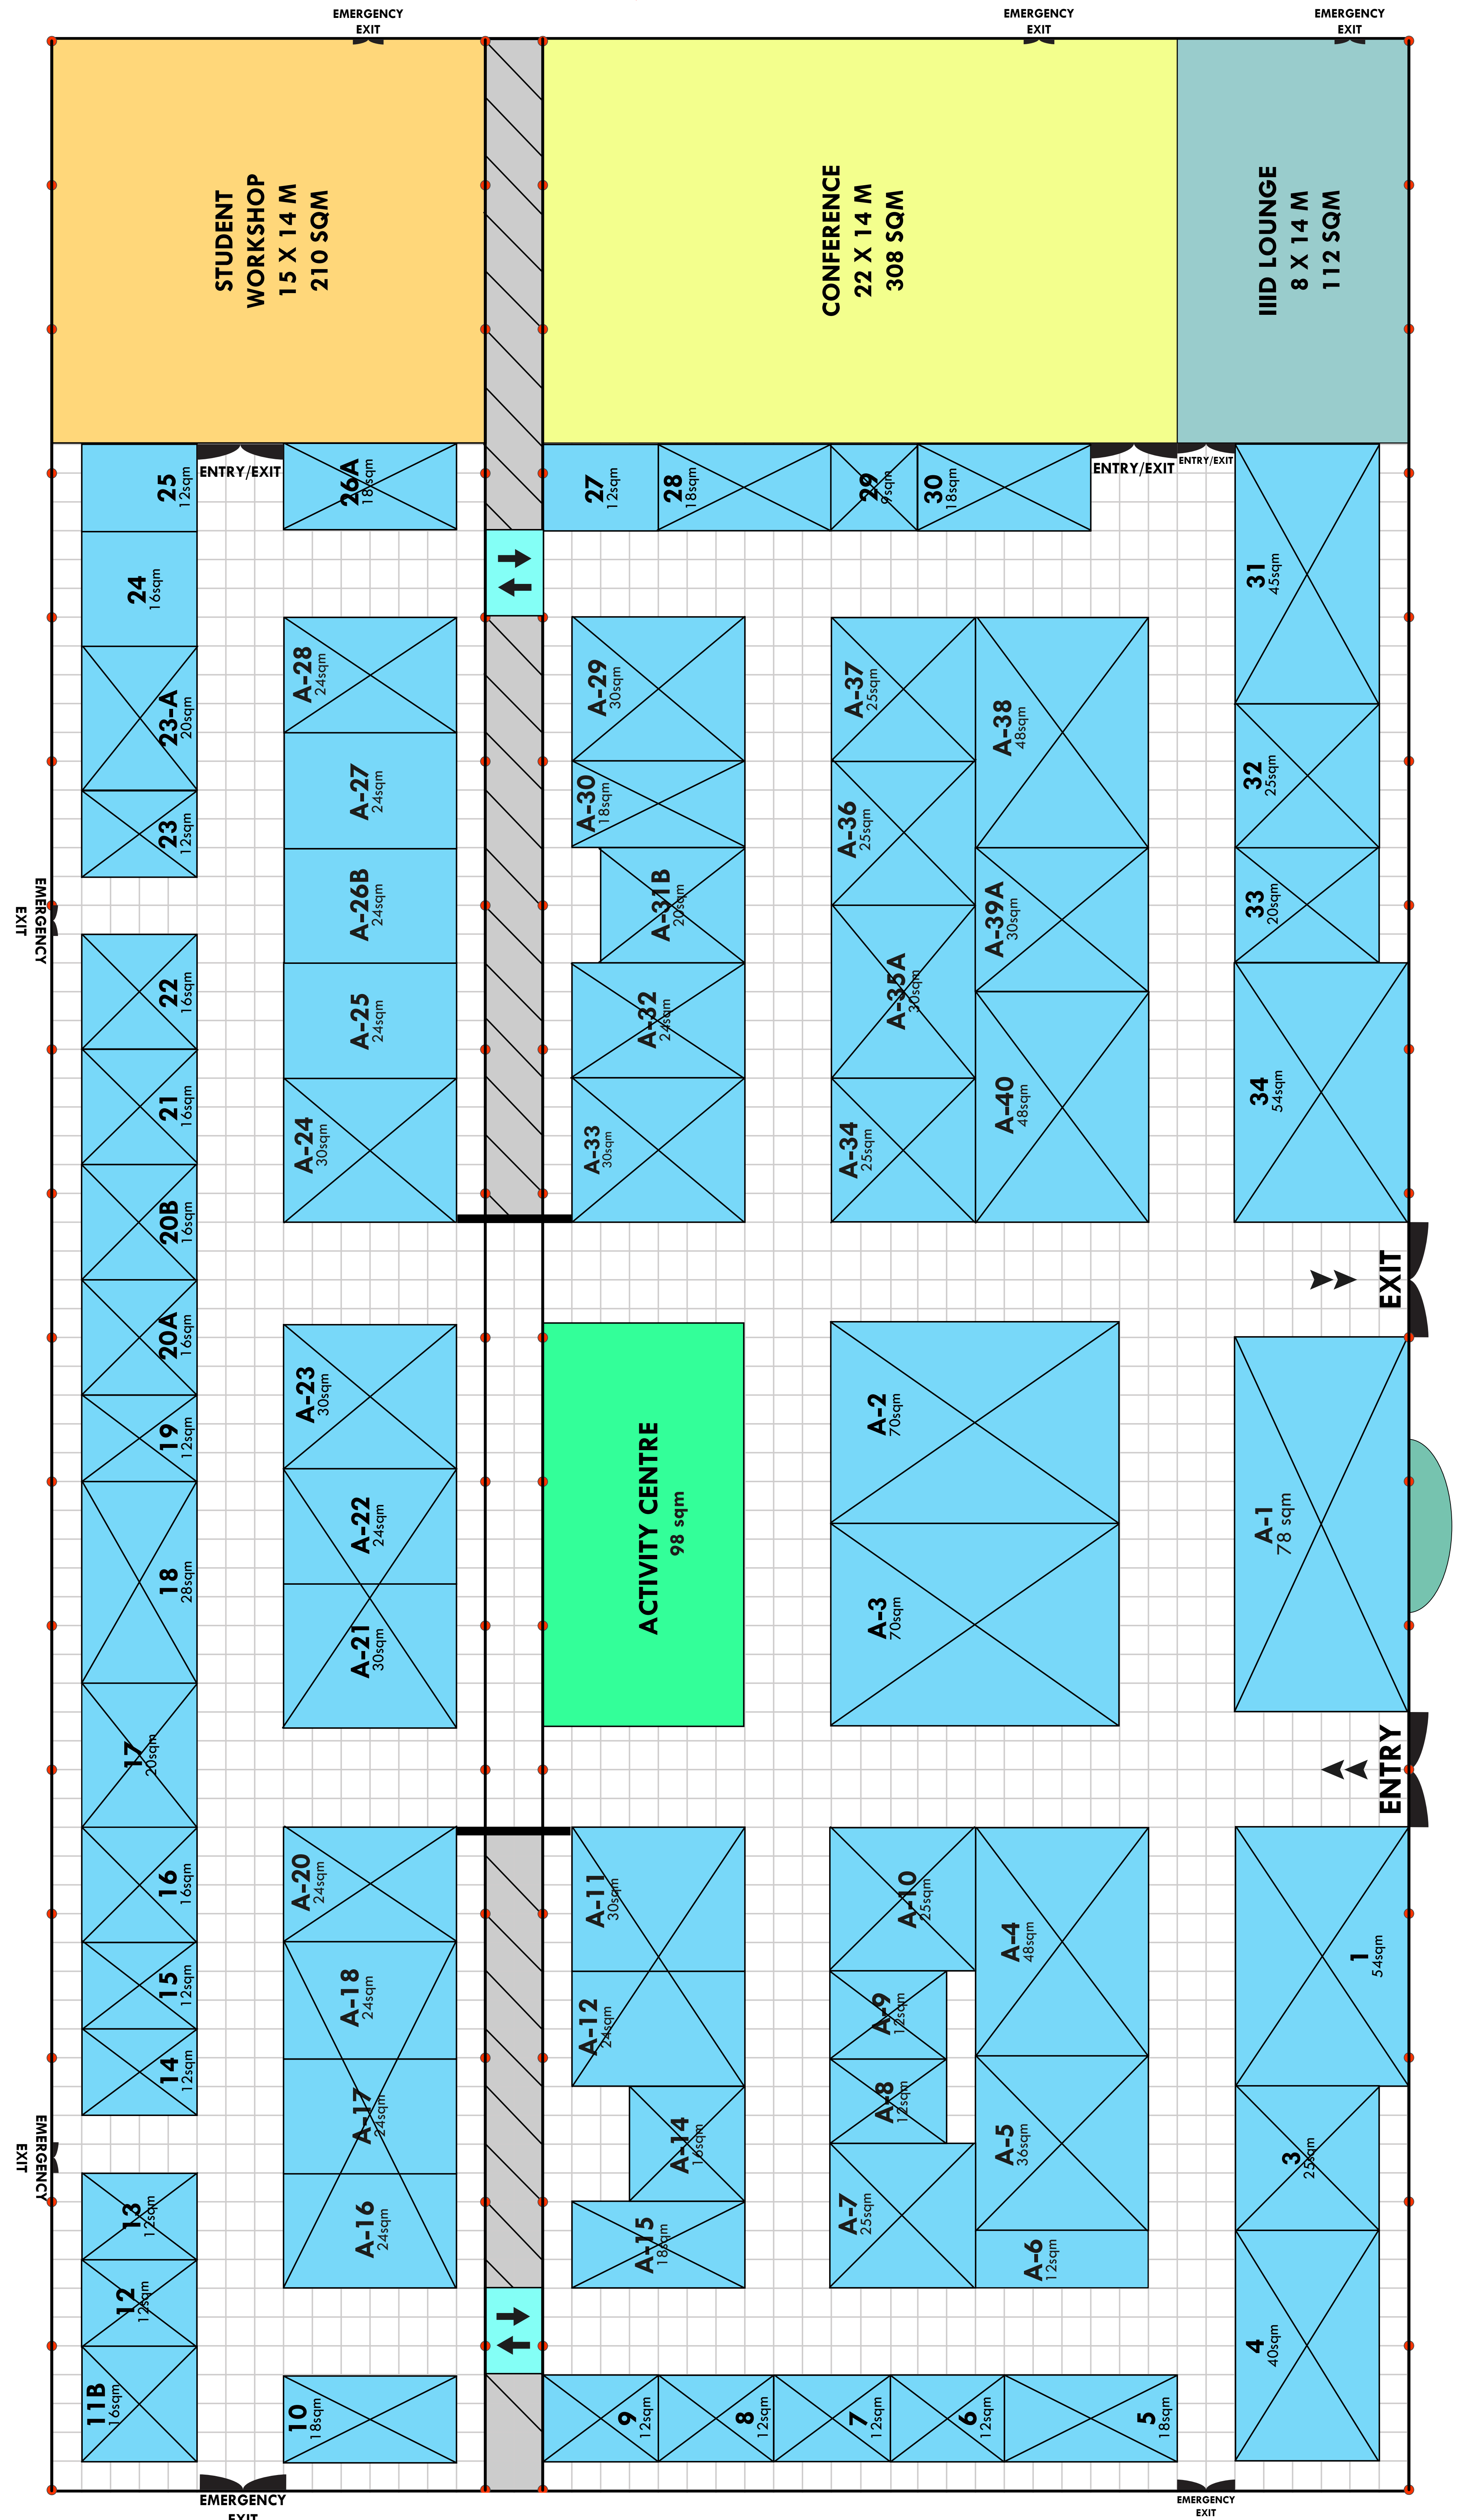 EMERGENCY
EXIT
EMERGENCY
EXIT
EMERGENCY
EXIT
STUDENT
WORKSHOP
15 X 14 M
210 SQM
CONFERENCE
22 X 14 M
308 SQM
IIID LOUNGE
8 X 14 M
112 SQM
25
12sqm
ENTRY/EXIT
26A
18sqm
27
12sqm
28
18sqm
29
9sqm
30
18sqm
ENTRY/EXIT
ENTRY/EXIT
31
45sqm
24
16sqm
23-A
20sqm
23
12sqm
A-28
24sqm
A-27
24sqm
A-26B
24sqm
A-25
24sqm
A-24
30sqm
A-29
30sqm
A-30
18sqm
A-31B
20sqm
A-32
24sqm
A-33
30sqm
A-37
25sqm
A-36
25sqm
A-35A
30sqm
A-34
25sqm
A-38
48sqm
A-39A
30sqm
A-40
48sqm
32
25sqm
33
20sqm
34
54sqm
EMERGENCY
EXIT
22
16sqm
21
16sqm
20B
16sqm
20A
16sqm
19
12sqm
18
28sqm
17
20sqm
16
16sqm
15
12sqm
14
12sqm
EXIT
A-23
30sqm
A-22
24sqm
A-21
30sqm
ACTIVITY CENTRE
98 sqm
A-2
70sqm
A-3
70sqm
A-1
78 sqm
ENTRY
A-20
24sqm
A-18
24sqm
A-17
24sqm
A-16
24sqm
A-11
30sqm
A-12
24sqm
A-14
16sqm
A-15
18sqm
A-10
25sqm
A-9
12sqm
A-8
12sqm
A-7
25sqm
A-4
48sqm
A-5
36sqm
A-6
12sqm
1
54sqm
3
25sqm
4
40sqm
EMERGENCY
EXIT
13
12sqm
12
12sqm
11B
16sqm
10
18sqm
9
12sqm
8
12sqm
7
12sqm
6
12sqm
5
18sqm
EMERGENCY
EXIT
EMERGENCY
EXIT